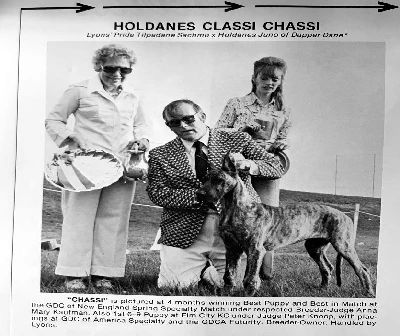 HOLDANES CLASSI CHASSI
Lyons' Pride Tilpadane Sachmo x Holdanes Juno of Dapper Dane*
"CHASSI" is pictured at 4 months winning Best Puppy and Best in Match at
the GDC of New England Spring Specialty Match under Respected Breeder-Judge Anna
Mary Kaufman. Also 1st 6-9 Puppy at Elm City KC under Judge Peter Knoop, with plac-
ings at GDC of America Specialty and the GDCA Futurity. Breeder-Owner. Handled by
Lyons.